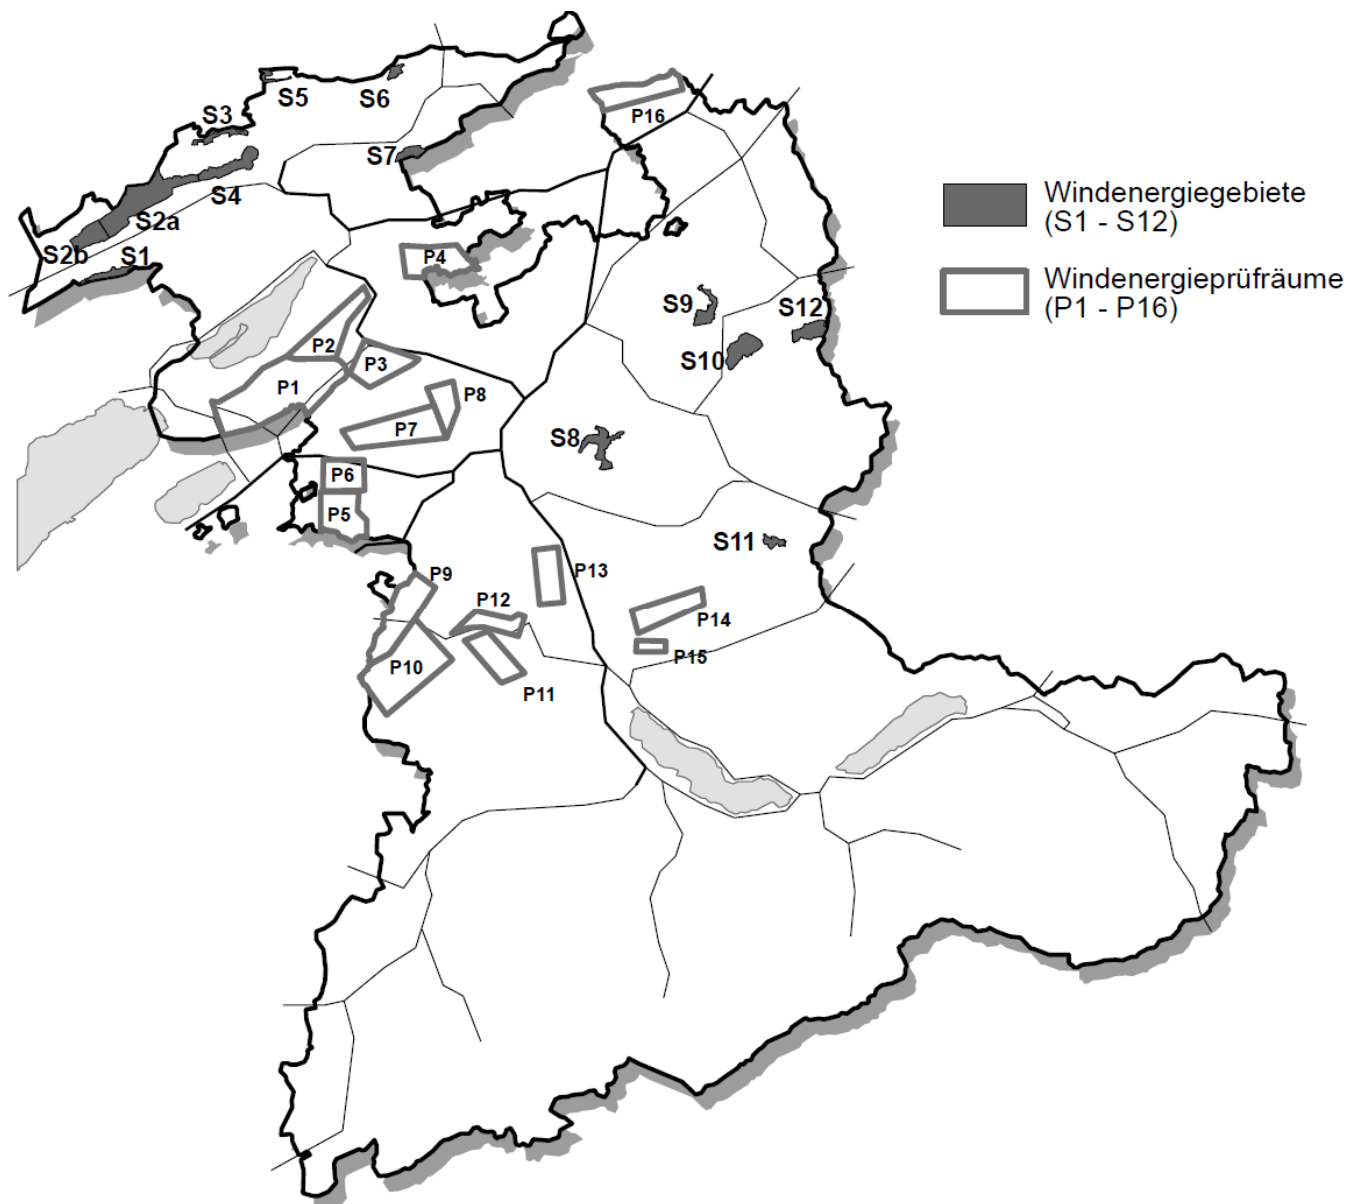 S5
S6
S3
P16
S7
S4
Windenergiegebiete
(S1 - S12)
S2a
S2b
S1
P4
Windenergieprüfräume
(P1 - P16)
S9
S12
P2
S10
P3
P1
P8
P7
S8
P6
P5
S11
P9
P13
P12
P14
P10
P15
P11